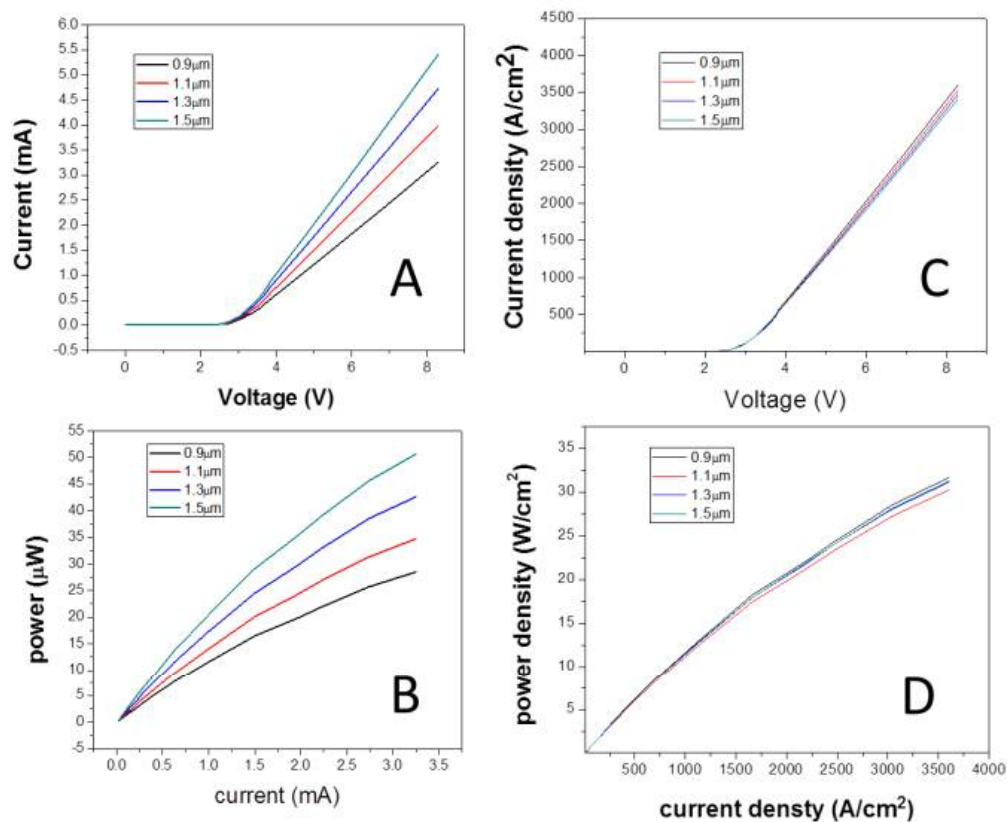 6.0
5.5
5.0
4.5
4.0
3.5
3.0
2.5
2.0
1.5
1.0
0.5
0.0
-0.5
Current (mA)
0.9μm
1.1μm
1.3μm
1.5μm
A
0 2 4 6 8
Voltage (V)
4500
4000
3500
3000
2500
2000
1500
1000
500
Current density (A/cm²)
0.9μm
1.1μm
1.3μm
1.5μm
C
0 2 4 6 8
Voltage (V)
55
50
45
40
35
30
25
20
15
10
5
0
-5
power (μW)
0.9μm
1.1μm
1.3μm
1.5μm
B
0.0 0.5 1.0 1.5 2.0 2.5 3.0 3.5
current (mA)
35
30
25
20
15
10
5
power density (W/cm²)
0.9μm
1.1μm
1.3μm
1.5μm
D
500 1000 1500 2000 2500 3000 3500 4000
current densty (A/cm²)